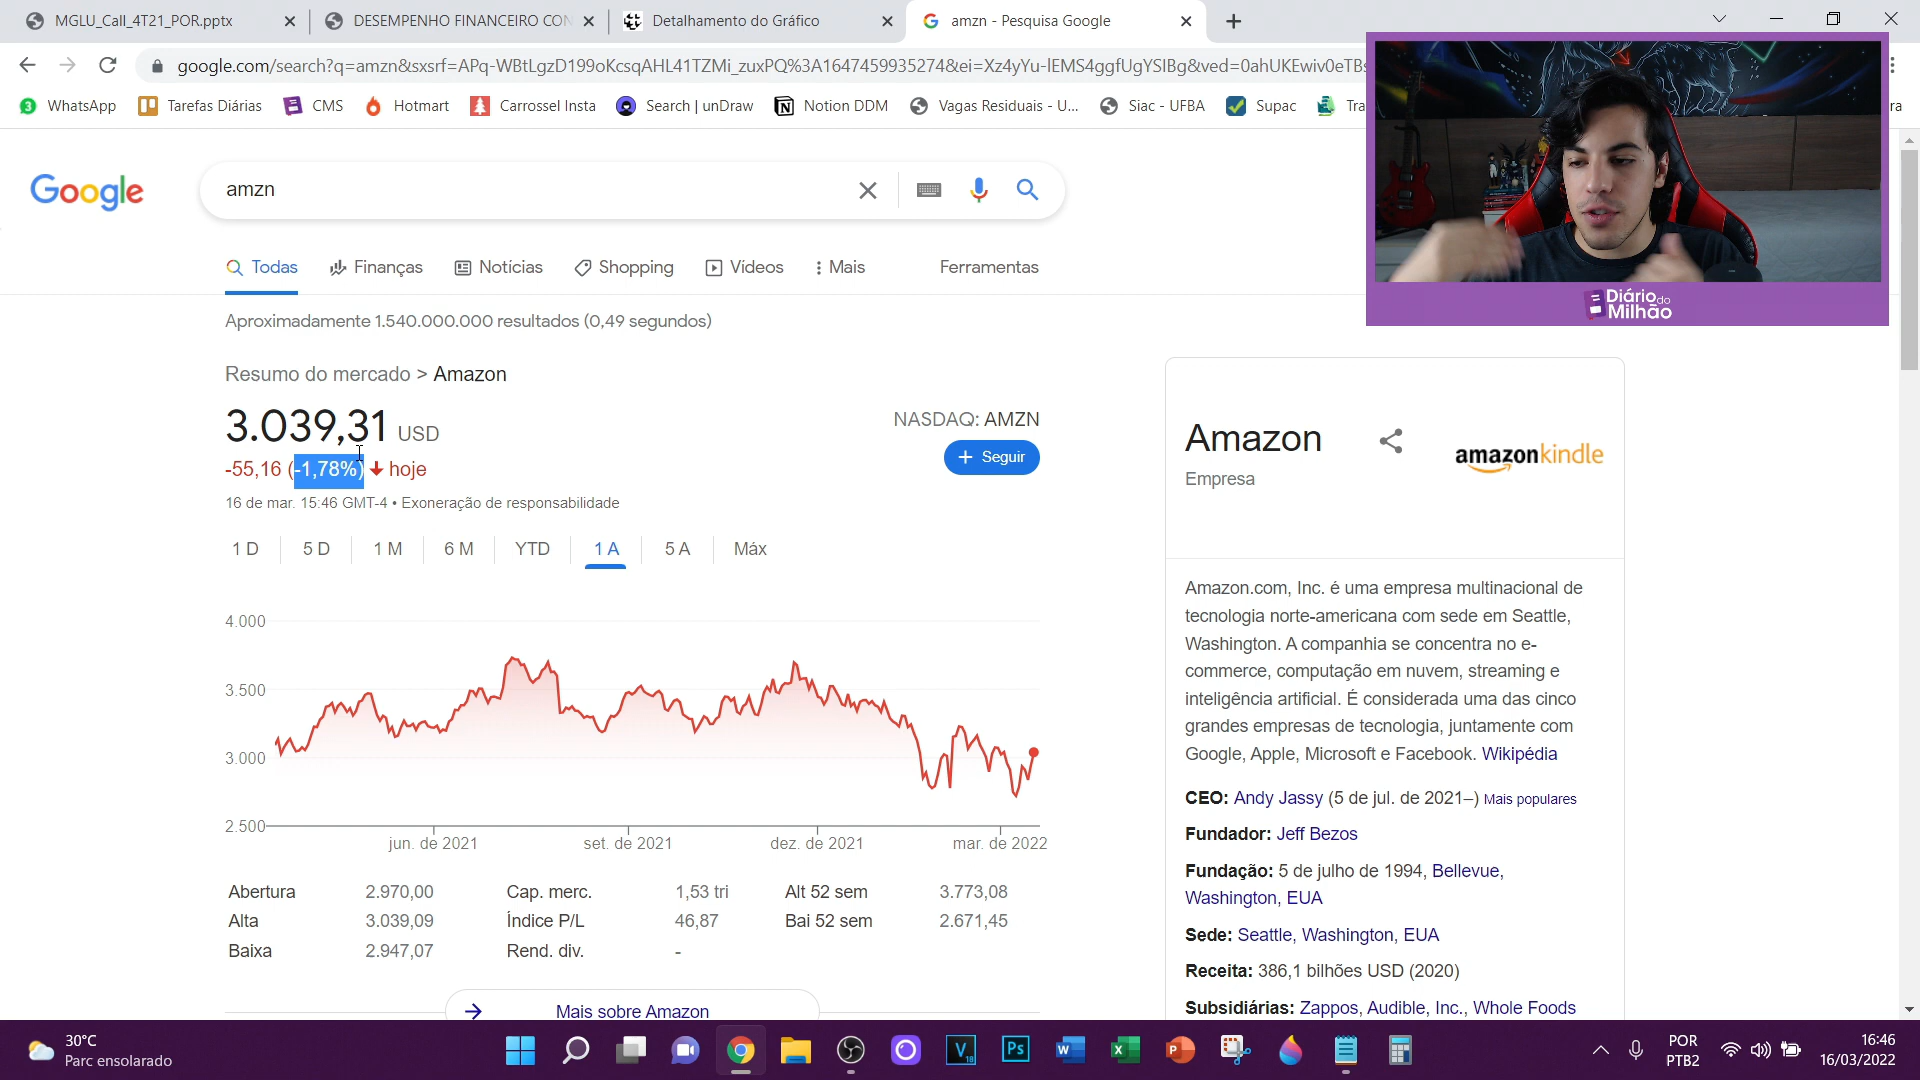 MGLU_Call_4T21_POR.pptx
DESEMPENHO FINANCEIRO CON
Detalhamento do Gráfico
amzn - Pesquisa Google
google.com/search?q=amzn&sxsrf=APq-WBtLgzD199oKcsqAHL41TZMi_zuxPQ%3A1647459935274&ei=Xz4yYu-lEMS4ggfUgYSIBg&ved=0ahUKEwiv0eTBs
WhatsApp
Tarefas Diárias
CMS
Hotmart
Carrossel Insta
Search | unDraw
Notion DDM
Vagas Residuais - U...
Siac - UFBA
Supac
Tra
ra
Diário do
Milhão
Google
amzn
Todas
Finanças
Notícias
Shopping
Vídeos
Mais
Ferramentas
Aproximadamente 1.540.000.000 resultados (0,49 segundos)
Resumo do mercado > Amazon
3.039,31 USD
NASDAQ: AMZN
-55,16 (-1,78%) hoje
+ Seguir
16 de mar. 15:46 GMT-4 • Exoneração de responsabilidade
1 D
5 D
1 M
6 M
YTD
1 A
5 A
Máx
4.000
3.500
3.000
2.500
jun. de 2021
set. de 2021
dez. de 2021
mar. de 2022
Abertura 2.970,00 Cap. merc. 1,53 tri Alt 52 sem 3.773,08
Alta 3.039,09 Índice P/L 46,87 Bai 52 sem 2.671,45
Baixa 2.947,07 Rend. div. -
Mais sobre Amazon
Amazon
Empresa
amazonkindle
Amazon.com, Inc. é uma empresa multinacional de
tecnologia norte-americana com sede em Seattle,
Washington. A companhia se concentra no e-
commerce, computação em nuvem, streaming e
inteligência artificial. É considerada uma das cinco
grandes empresas de tecnologia, juntamente com
Google, Apple, Microsoft e Facebook. Wikipédia
CEO: Andy Jassy (5 de jul. de 2021–) Mais populares
Fundador: Jeff Bezos
Fundação: 5 de julho de 1994, Bellevue,
Washington, EUA
Sede: Seattle, Washington, EUA
Receita: 386,1 bilhões USD (2020)
Subsidiárias: Zappos, Audible, Inc., Whole Foods
30°C
Parc ensolarado
POR
PTB2
16:46
16/03/2022